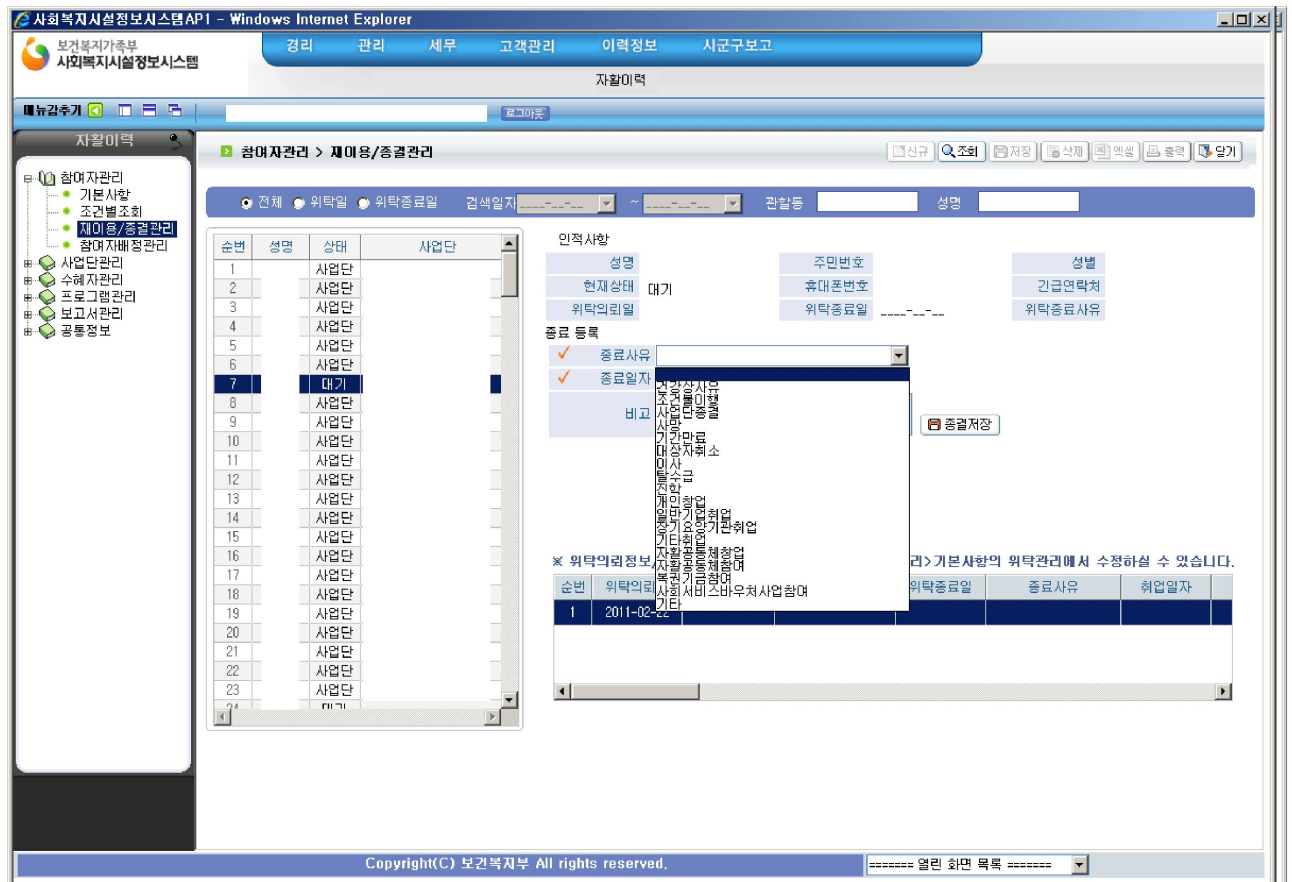 사회복지시설정보시스템AP1 - Windows Internet Explorer
보건복지가족부
사회복지시설정보시스템
경리 관리 세무 고객관리 이력정보 시군구보고
자활이력
메뉴감추기
로그아웃
자활이력
참여자관리 > 재이용/종결관리
신규 조회 저장 삭제 엑셀 출력 닫기
참여자관리
기본사항
조건별조회
재이용/종결관리
참여자배정관리
사업단관리
수혜자관리
프로그램관리
보고서관리
공통정보
전체 위탁일 위탁종료일 검색일자 ____-__-__ ~ ____-__-__ 관할동 성명
순번 성명 상태 사업단
1 사업단
2 사업단
3 사업단
4 사업단
5 사업단
6 사업단
7 대기
8 사업단
9 사업단
10 사업단
11 사업단
12 사업단
13 사업단
14 사업단
15 사업단
16 사업단
17 사업단
18 사업단
19 사업단
20 사업단
21 사업단
22 사업단
23 사업단
24 대기
인적사항
성명 주민번호 성별
현재상태 대기 휴대폰번호 긴급연락처
위탁의뢰일 위탁종료일 ____-__-__ 위탁종료사유
종료 등록
종료사유
종료일자
비고
종결저장
건강상사유
조건불이행
사업단종결
사망
기간만료
대상자취소
이사
탈수급
진학
개인창업
일반기업취업
장기요양기관취업
기타취업
자활공동체창업
자활공동체참여
복권기금참여
사회서비스바우처사업참여
기타
※ 위탁의뢰정보 리>기본사항의 위탁관리에서 수정하실 수 있습니다.
순번 위탁의뢰 위탁종료일 종료사유 취업일자
1 2011-02-22
Copyright(C) 보건복지부 All rights reserved.
======= 열린 화면 목록 =======